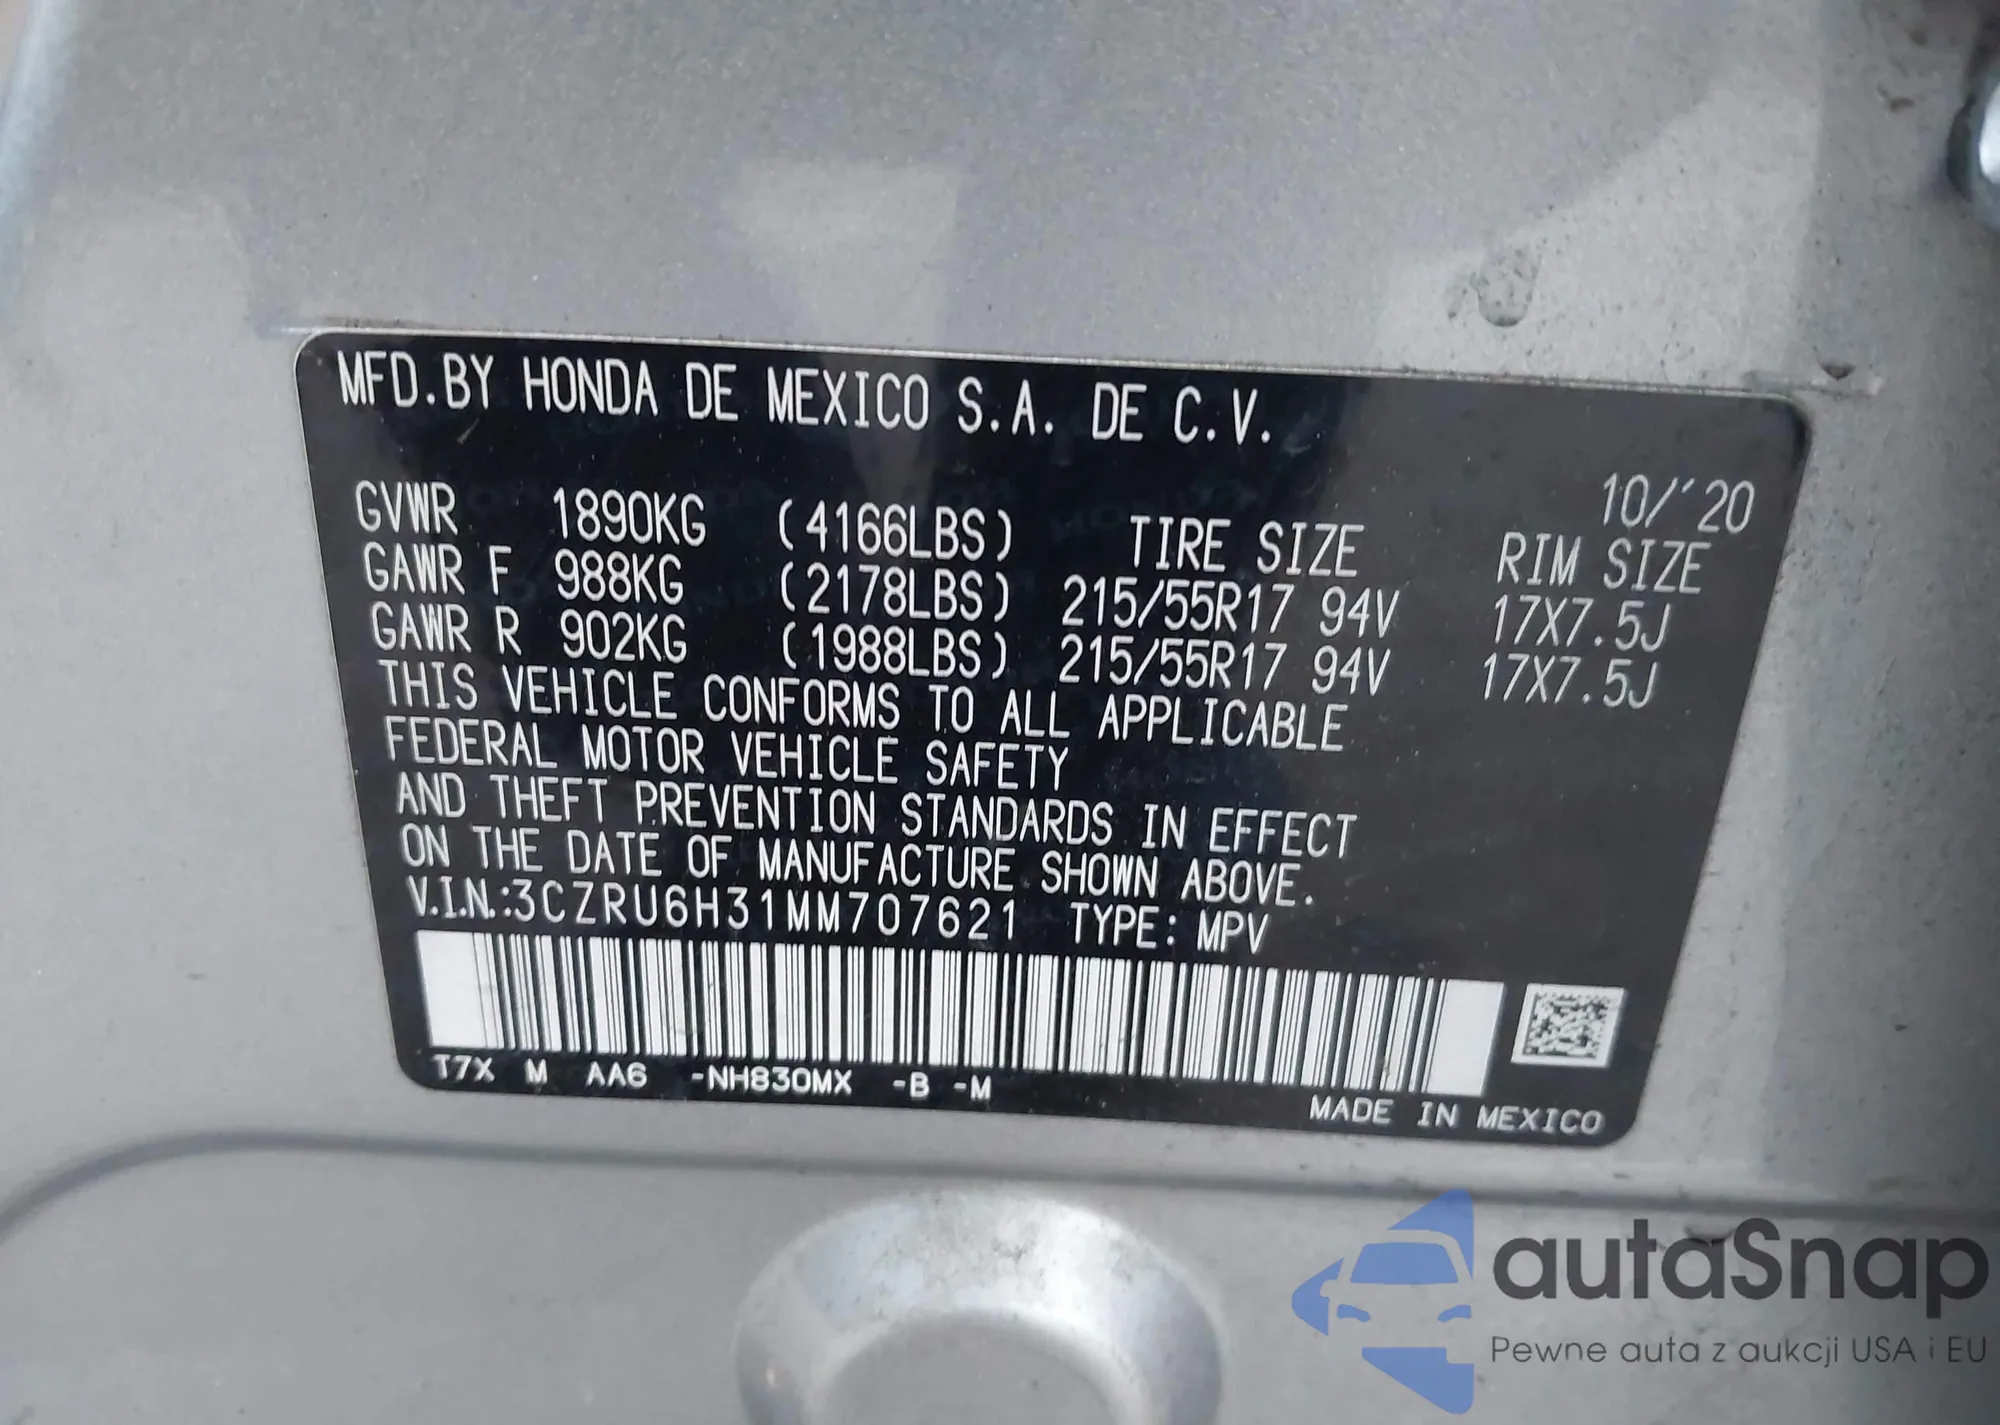 MFD.BY HONDA DE MEXICO S.A. DE C.V.
10/'20
GVWR 1890KG (4166LBS) TIRE SIZE RIM SIZE
GAWR F 988KG (2178LBS) 215/55R17 94V 17X7.5J
GAWR R 902KG (1988LBS) 215/55R17 94V 17X7.5J
THIS VEHICLE CONFORMS TO ALL APPLICABLE
FEDERAL MOTOR VEHICLE SAFETY
AND THEFT PREVENTION STANDARDS IN EFFECT
ON THE DATE OF MANUFACTURE SHOWN ABOVE.
V.I.N.:3CZRU6H31MM707621 TYPE: MPV
T7X M AA6 -NH830MX -B -M
MADE IN MEXICO
autaSnap
Pewne auta z aukcji USA i EU